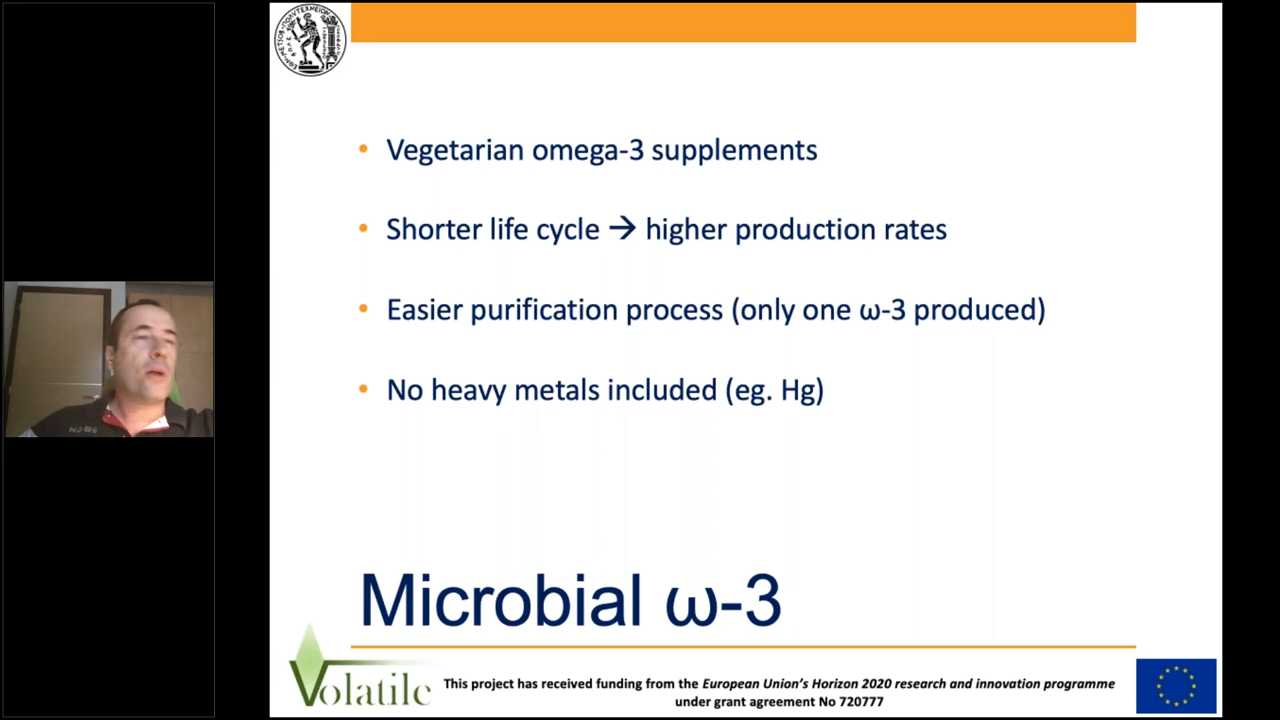 • Vegetarian omega-3 supplements
• Shorter life cycle → higher production rates
• Easier purification process (only one ω-3 produced)
• No heavy metals included (eg. Hg)
Microbial ω-3
Volatile
This project has received funding from the European Union’s Horizon 2020 research and innovation programme
under grant agreement No 720777